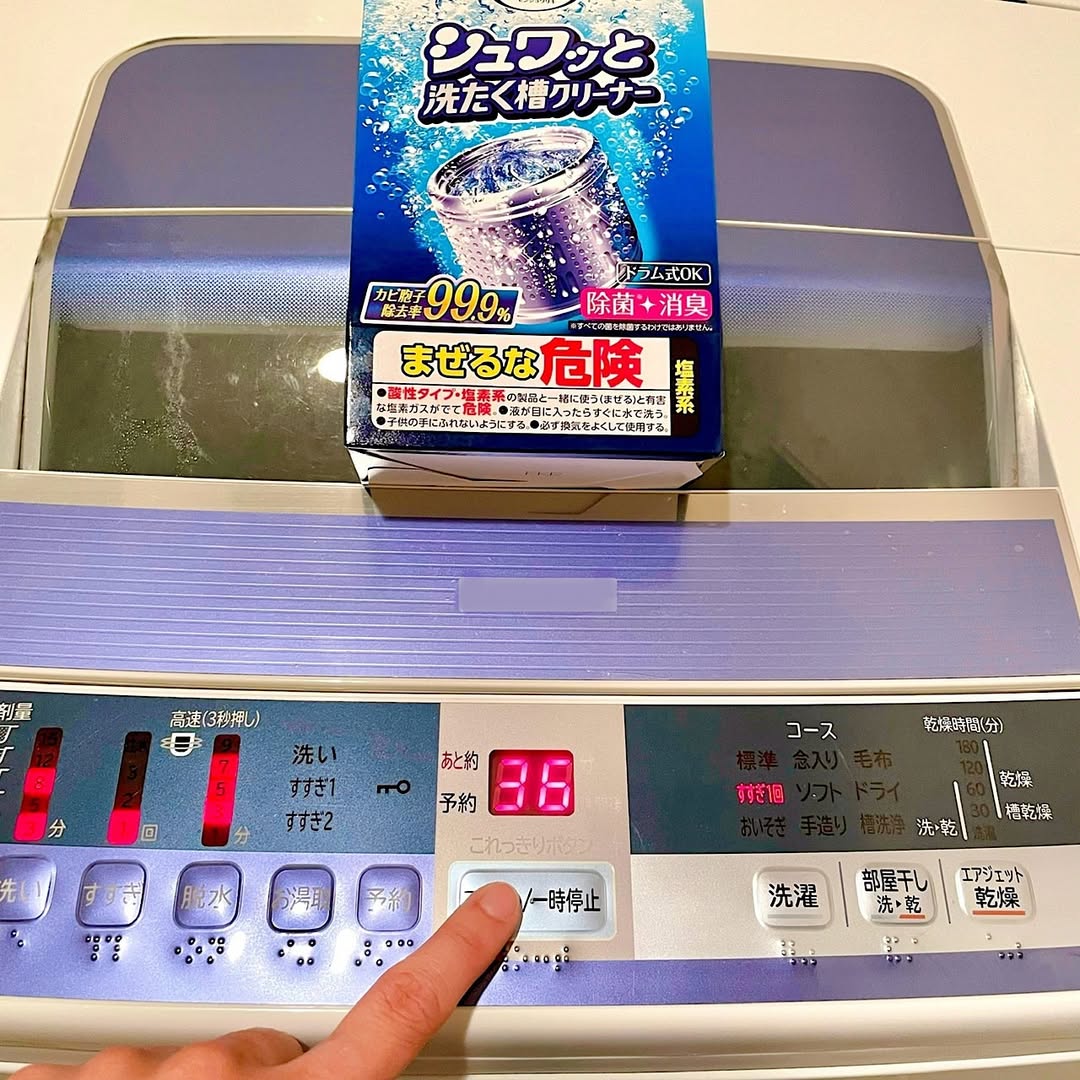 シュワッと
洗たく槽クリーナー
ドラム式OK
カビ胞子
除去率 99.9%
除菌 消臭
※すべての菌を除菌するわけではありません。
まぜるな 危険
塩素系
●酸性タイプ・塩素系の製品と一緒に使う(まぜる)と有害
な塩素ガスがでて危険。●液が目に入ったらすぐに水で洗う。
●子供の手にふれないようにする。●必ず換気をよくして使用する。
剤量
高速(3秒押し)
洗い
すすぎ1
すすぎ2
分
回
分
あと約
予約
36
これっきりボタン
コース
標準 念入り 毛布
すすぎ1回 ソフト ドライ
おいそぎ 手造り 槽洗浄
乾燥時間(分)
180
120
60
30
乾燥
槽乾燥
洗▸乾
洗い
すすぎ
脱水
お湯取
予約
/一時停止
洗濯
部屋干し
洗▸乾
エアジェット
乾燥